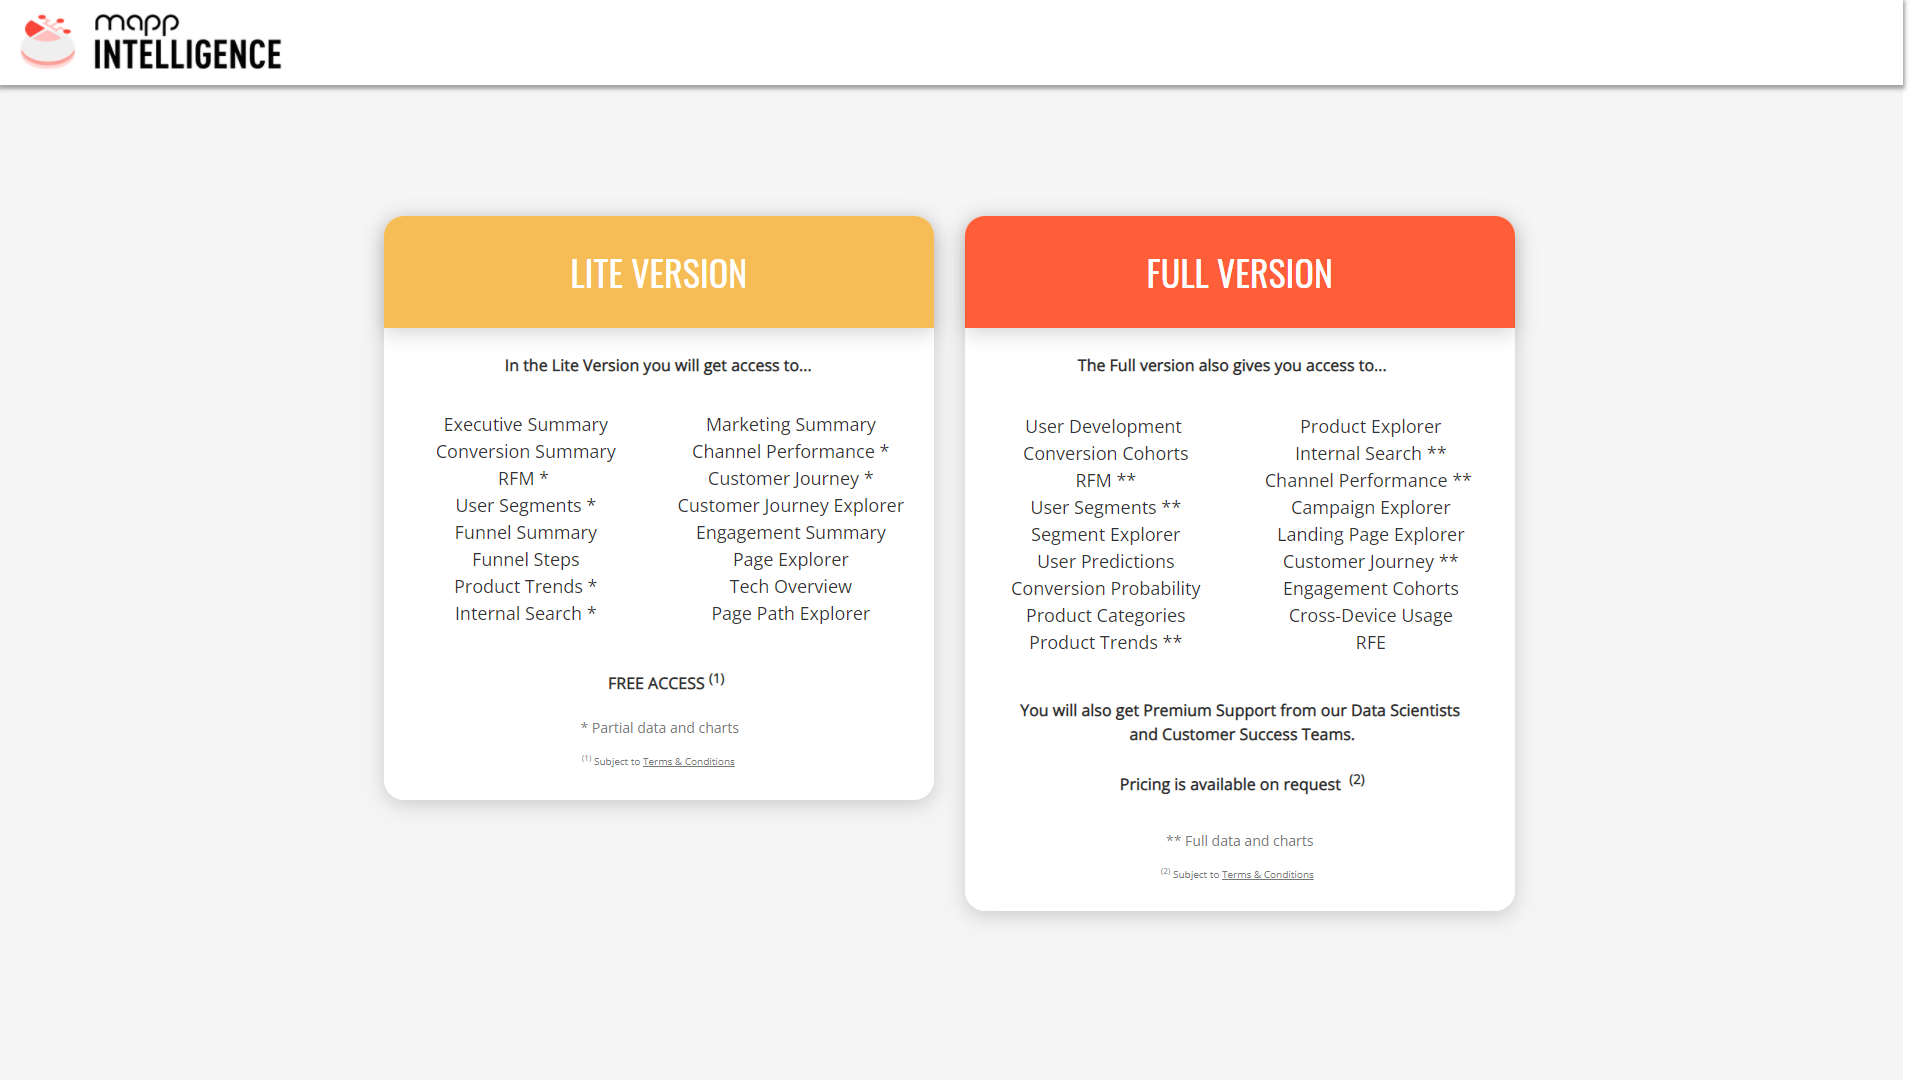 mapp
INTELLIGENCE
LITE VERSION
In the Lite Version you will get access to...
Executive Summary
Conversion Summary
RFM *
User Segments *
Funnel Summary
Funnel Steps
Product Trends *
Internal Search *
Marketing Summary
Channel Performance *
Customer Journey *
Customer Journey Explorer
Engagement Summary
Page Explorer
Tech Overview
Page Path Explorer
FREE ACCESS (1)
* Partial data and charts
(1) Subject to Terms & Conditions
FULL VERSION
The Full version also gives you access to...
User Development
Conversion Cohorts
RFM **
User Segments **
Segment Explorer
User Predictions
Conversion Probability
Product Categories
Product Trends **
Product Explorer
Internal Search **
Channel Performance **
Campaign Explorer
Landing Page Explorer
Customer Journey **
Engagement Cohorts
Cross-Device Usage
RFE
You will also get Premium Support from our Data Scientists
and Customer Success Teams.
Pricing is available on request (2)
** Full data and charts
(2) Subject to Terms & Conditions